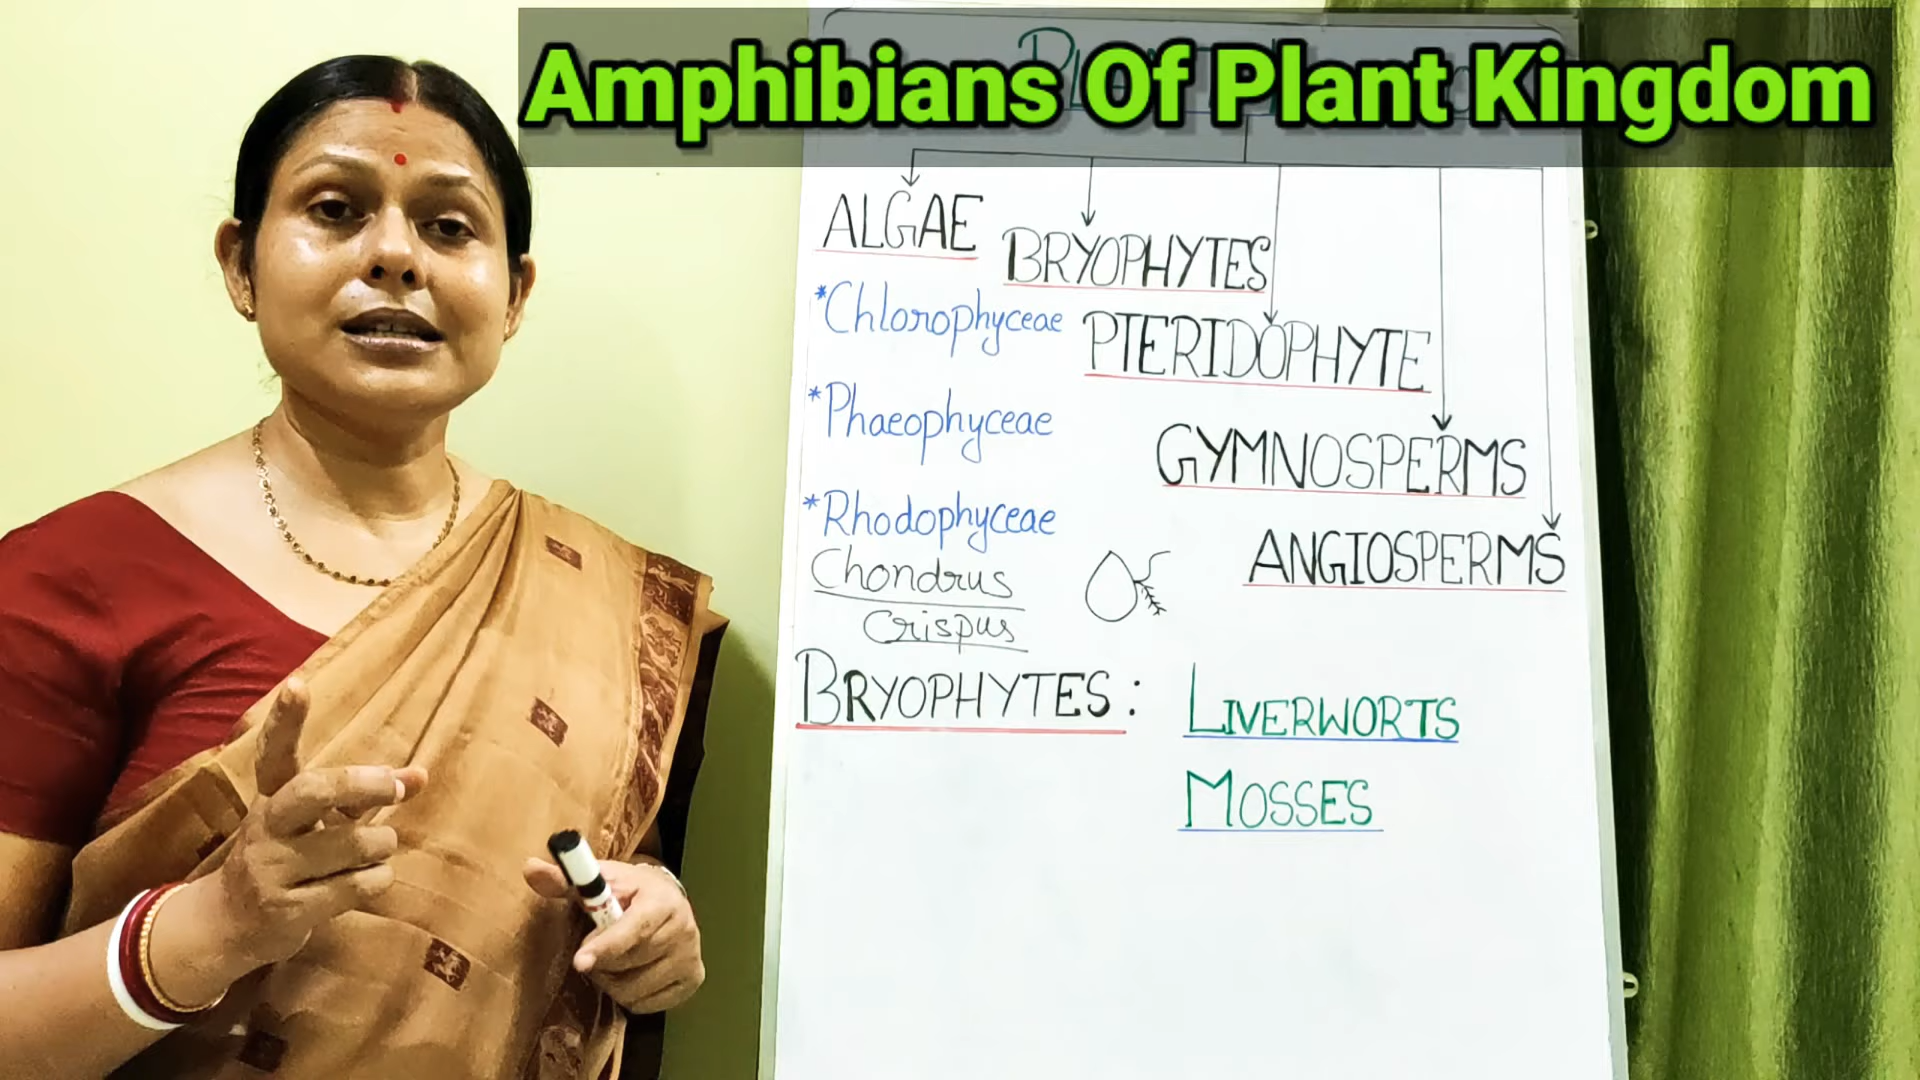 Amphibians Of Plant Kingdom
ALGAE
BRYOPHYTES
*Chlorophyceae
PTERIDOPHYTE
*Phaeophyceae
GYMNOSPERMS
*Rhodophyceae
ANGIOSPERMS
Chondrus
Crispus
BRYOPHYTES: LIVERWORTS
MOSSES